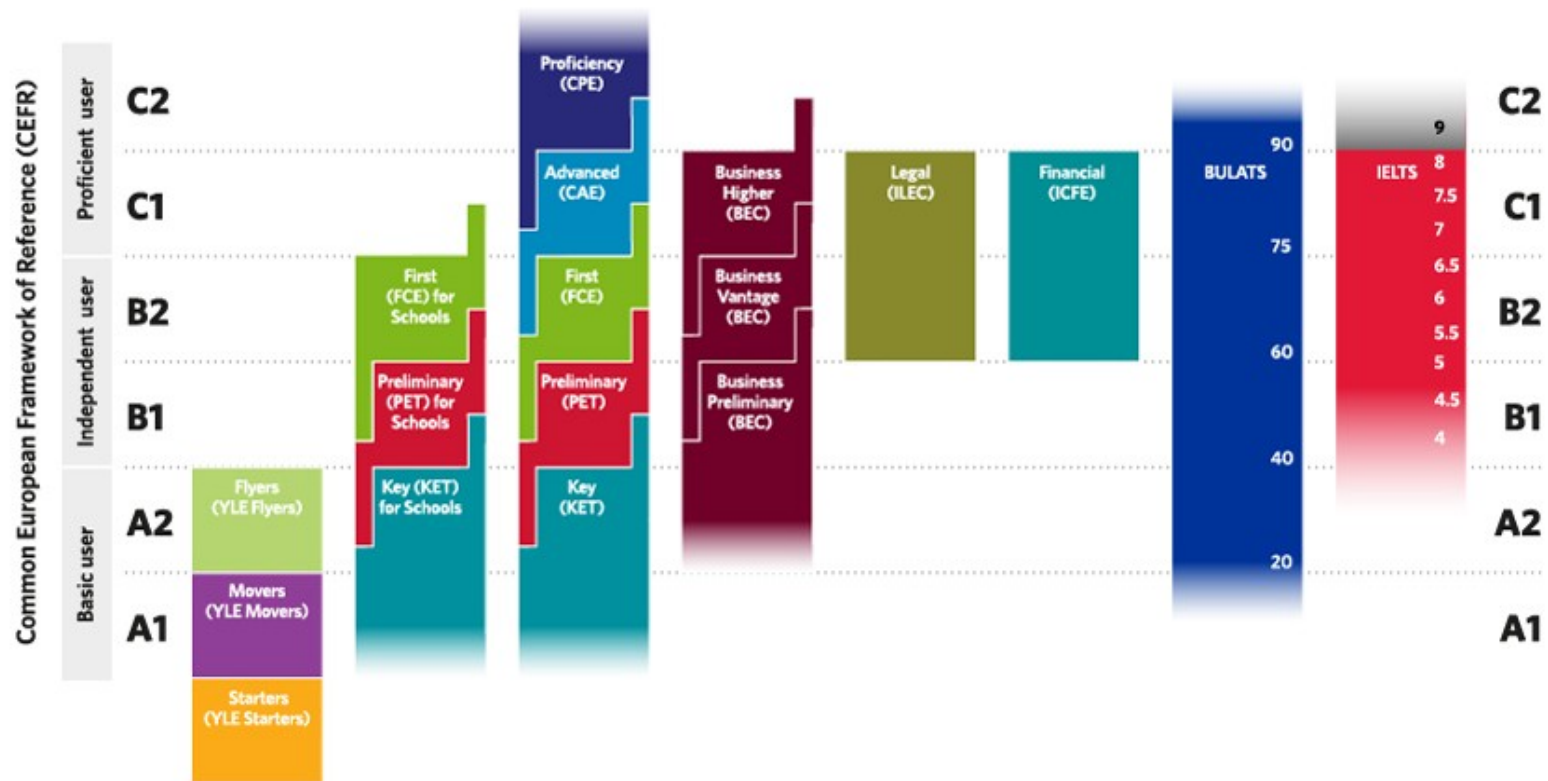 Common European Framework of Reference (CEFR)
Proficient user
Independent user
Basic user
C2
C1
B2
B1
A2
A1
Flyers
(YLE Flyers)
Movers
(YLE Movers)
Starters
(YLE Starters)
First
(FCE) for
Schools
Preliminary
(PET) for
Schools
Key (KET)
for Schools
Proficiency
(CPE)
Advanced
(CAE)
First
(FCE)
Preliminary
(PET)
Key
(KET)
Business
Higher
(BEC)
Business
Vantage
(BEC)
Business
Preliminary
(BEC)
Legal
(ILEC)
Financial
(ICFE)
BULATS
90
75
60
40
20
IELTS
9
8
7.5
7
6.5
6
5.5
5
4.5
4
C2
C1
B2
B1
A2
A1